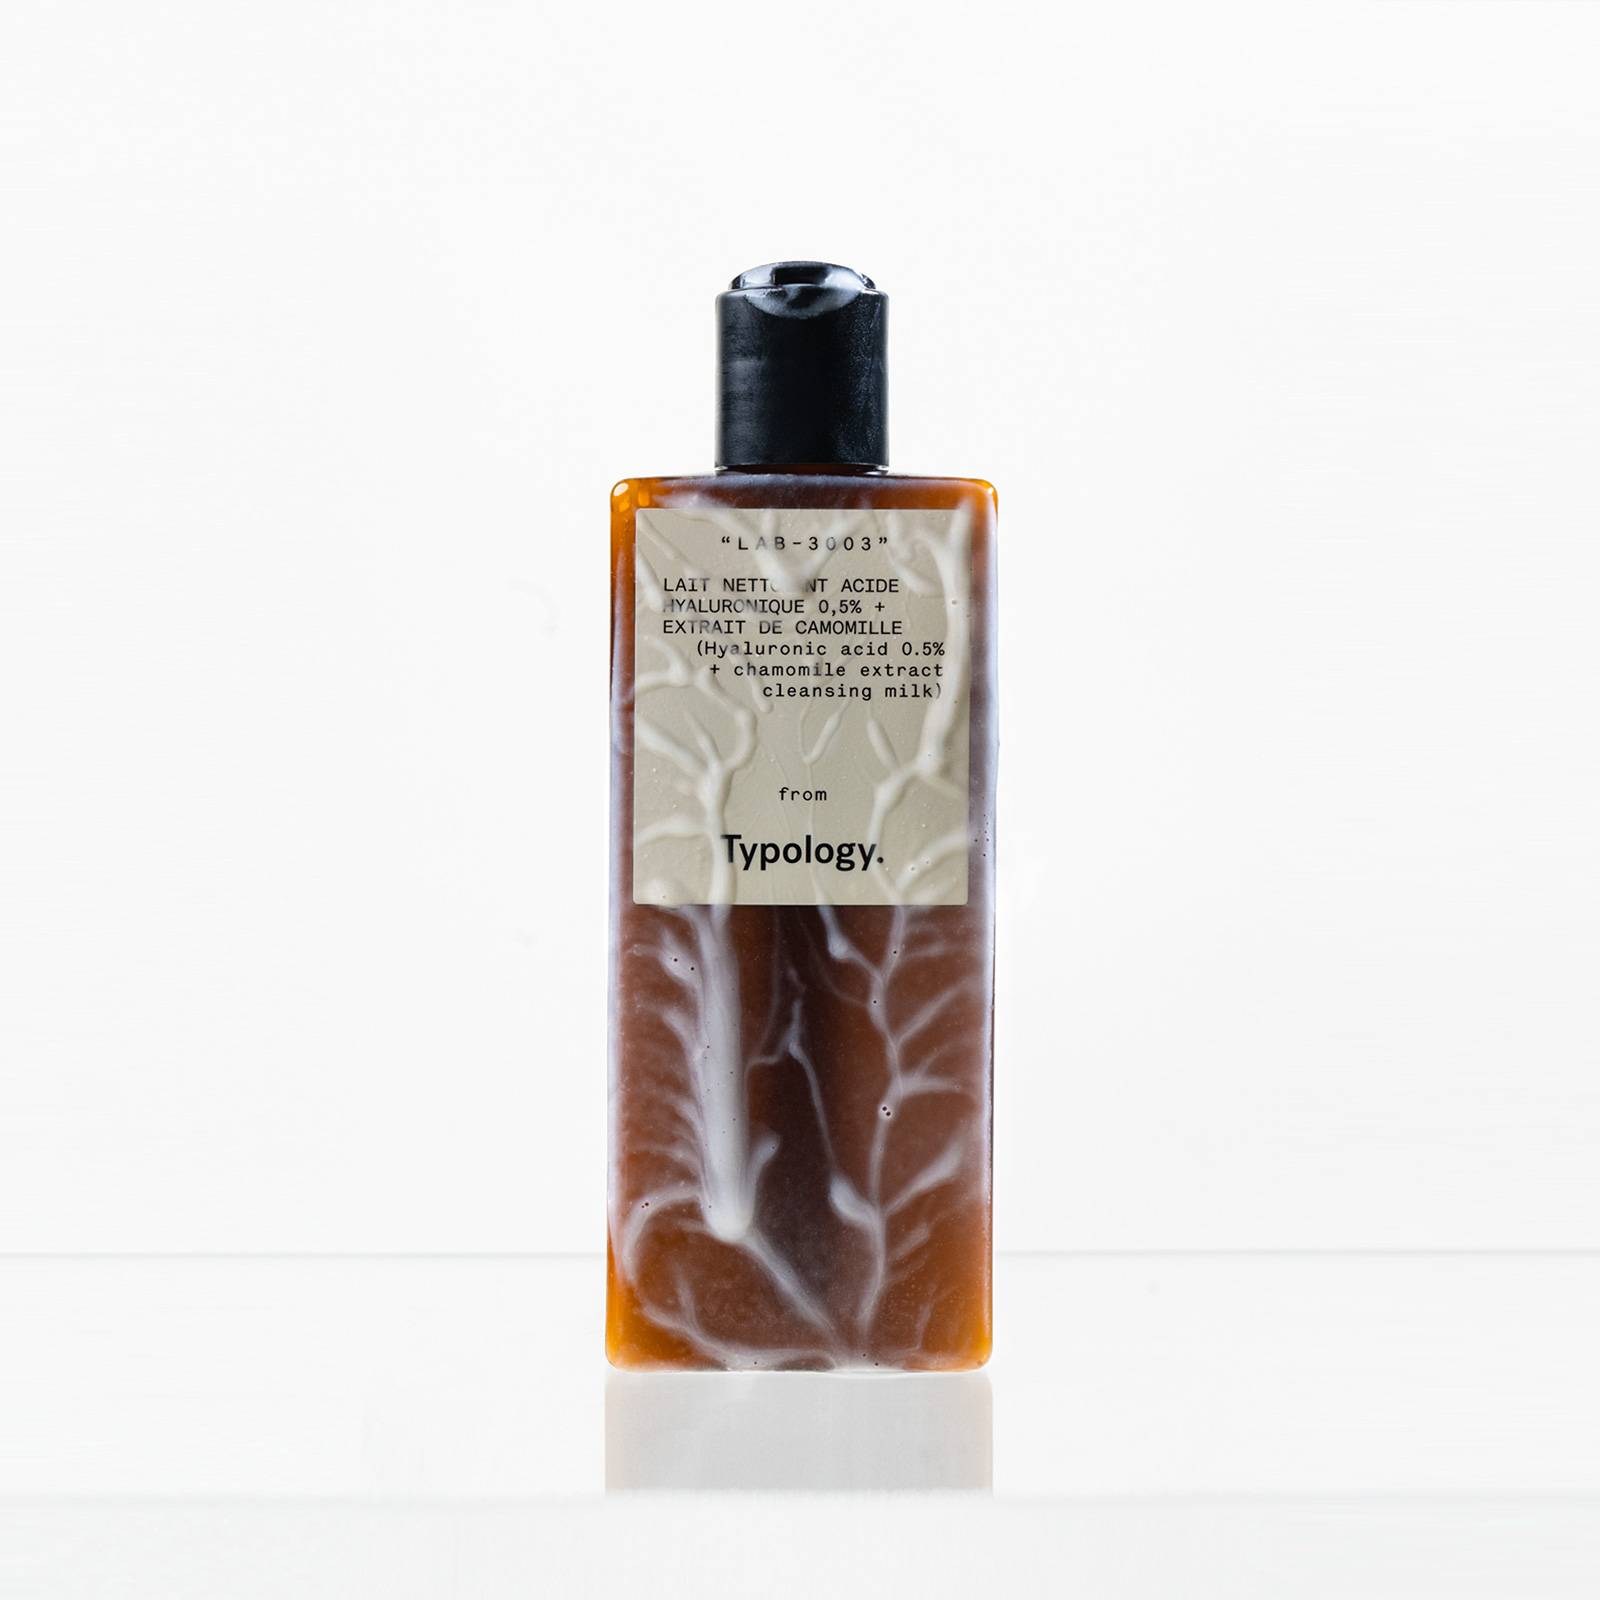 “LAB-3003”
LAIT NETTOYANT ACIDE
HYALURONIQUE 0,5% +
EXTRAIT DE CAMOMILLE
(Hyaluronic acid 0.5%
+ chamomile extract
cleansing milk)
from
Typology.